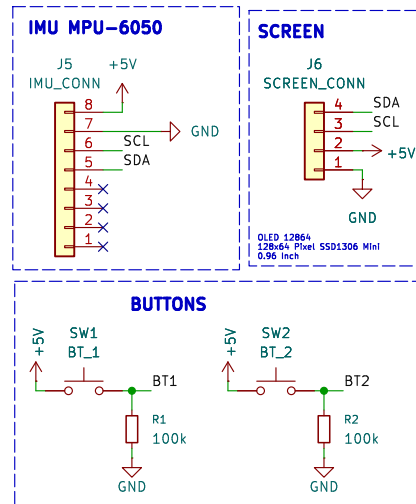 IMU MPU-6050
J5
IMU_CONN
+5V
8
7
GND
6
SCL
5
SDA
4
3
2
1
SCREEN
J6
SCREEN_CONN
4
SDA
3
SCL
2
+5V
1
GND
OLED 12864
128x64 Pixel SSD1306 Mini
0.96 inch
BUTTONS
+5V
SW1
BT_1
BT1
R1
100k
GND
+5V
SW2
BT_2
BT2
R2
100k
GND